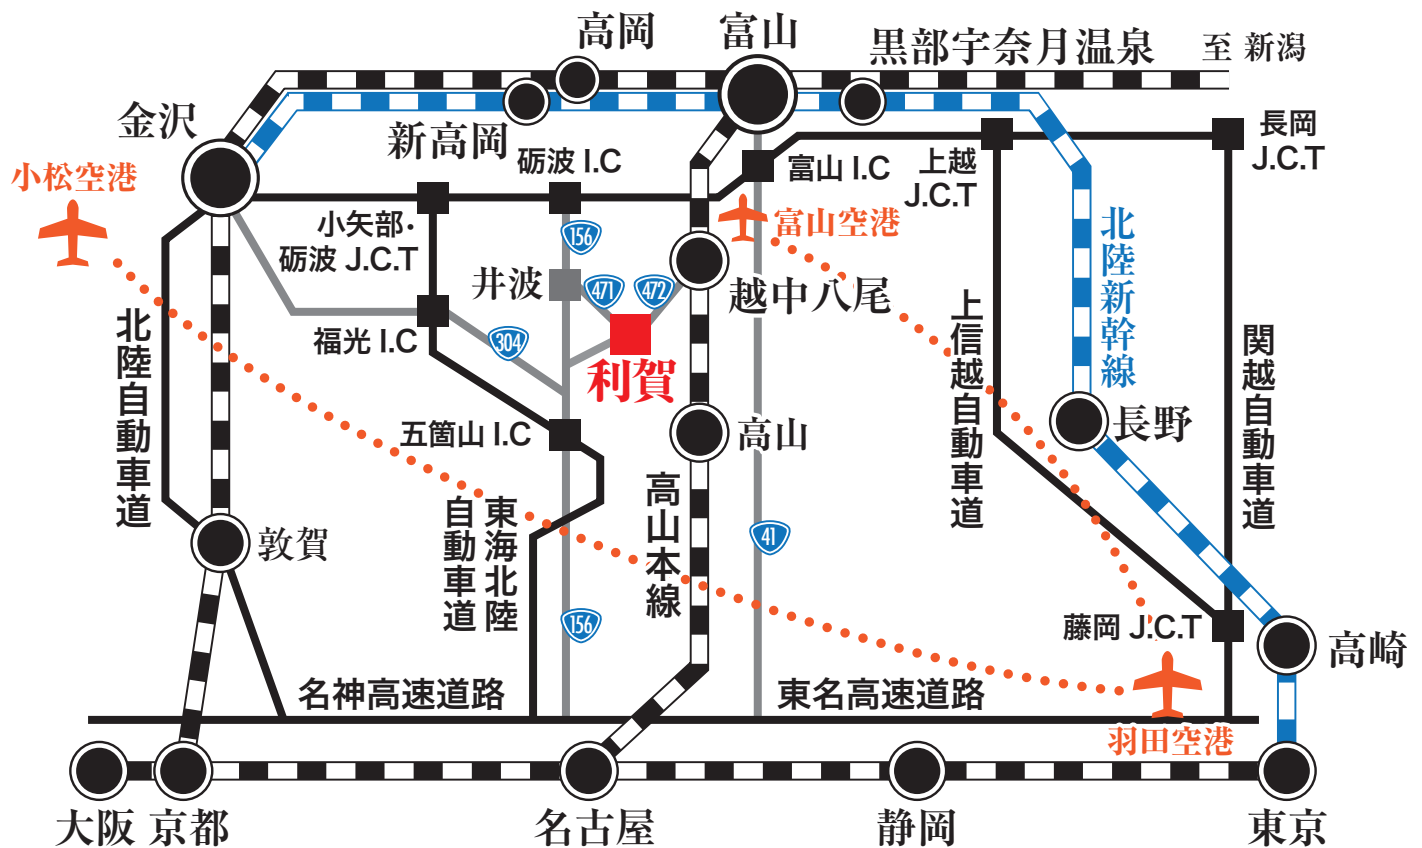 高岡
富山
黒部宇奈月温泉
至 新潟
金沢
新高岡
長岡
J.C.T
小松空港
砺波 I.C
富山 I.C
上越
J.C.T
小矢部・
砺波 J.C.T
156
富山空港
北陸新幹線
井波
471
472
越中八尾
福光 I.C
304
利賀
北陸自動車道
上信越自動車道
関越自動車道
五箇山 I.C
高山
長野
東海北陸
自動車道
高山本線
41
敦賀
156
藤岡 J.C.T
高崎
名神高速道路
東名高速道路
羽田空港
大阪
京都
名古屋
静岡
東京